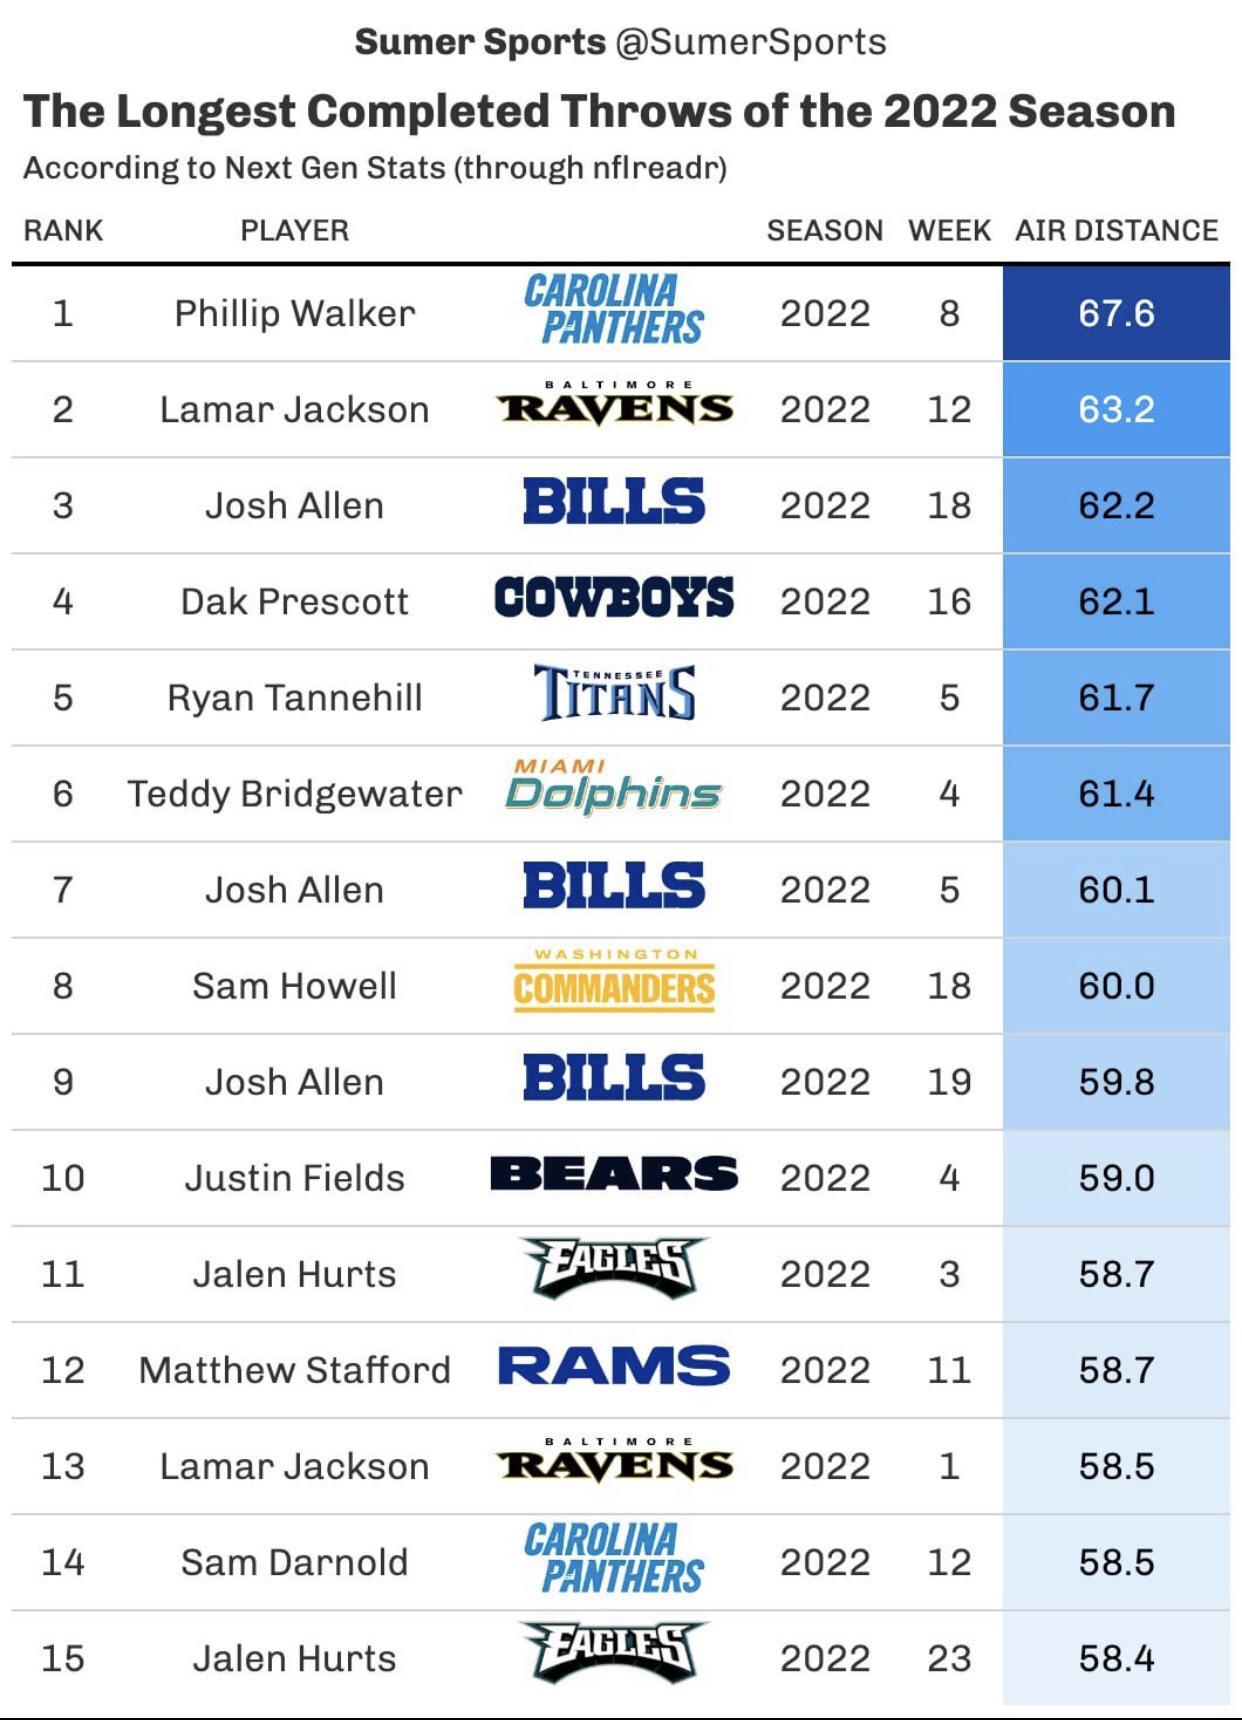 Sumer Sports @SumerSports
The Longest Completed Throws of the 2022 Season
According to Next Gen Stats (through nflreadr)
RANK PLAYER SEASON WEEK AIR DISTANCE
1 Phillip Walker CAROLINA PANTHERS 2022 8 67.6
2 Lamar Jackson BALTIMORE RAVENS 2022 12 63.2
3 Josh Allen BILLS 2022 18 62.2
4 Dak Prescott COWBOYS 2022 16 62.1
5 Ryan Tannehill TENNESSEE TITANS 2022 5 61.7
6 Teddy Bridgewater MIAMI Dolphins 2022 4 61.4
7 Josh Allen BILLS 2022 5 60.1
8 Sam Howell WASHINGTON COMMANDERS 2022 18 60.0
9 Josh Allen BILLS 2022 19 59.8
10 Justin Fields BEARS 2022 4 59.0
11 Jalen Hurts EAGLES 2022 3 58.7
12 Matthew Stafford RAMS 2022 11 58.7
13 Lamar Jackson BALTIMORE RAVENS 2022 1 58.5
14 Sam Darnold CAROLINA PANTHERS 2022 12 58.5
15 Jalen Hurts EAGLES 2022 23 58.4